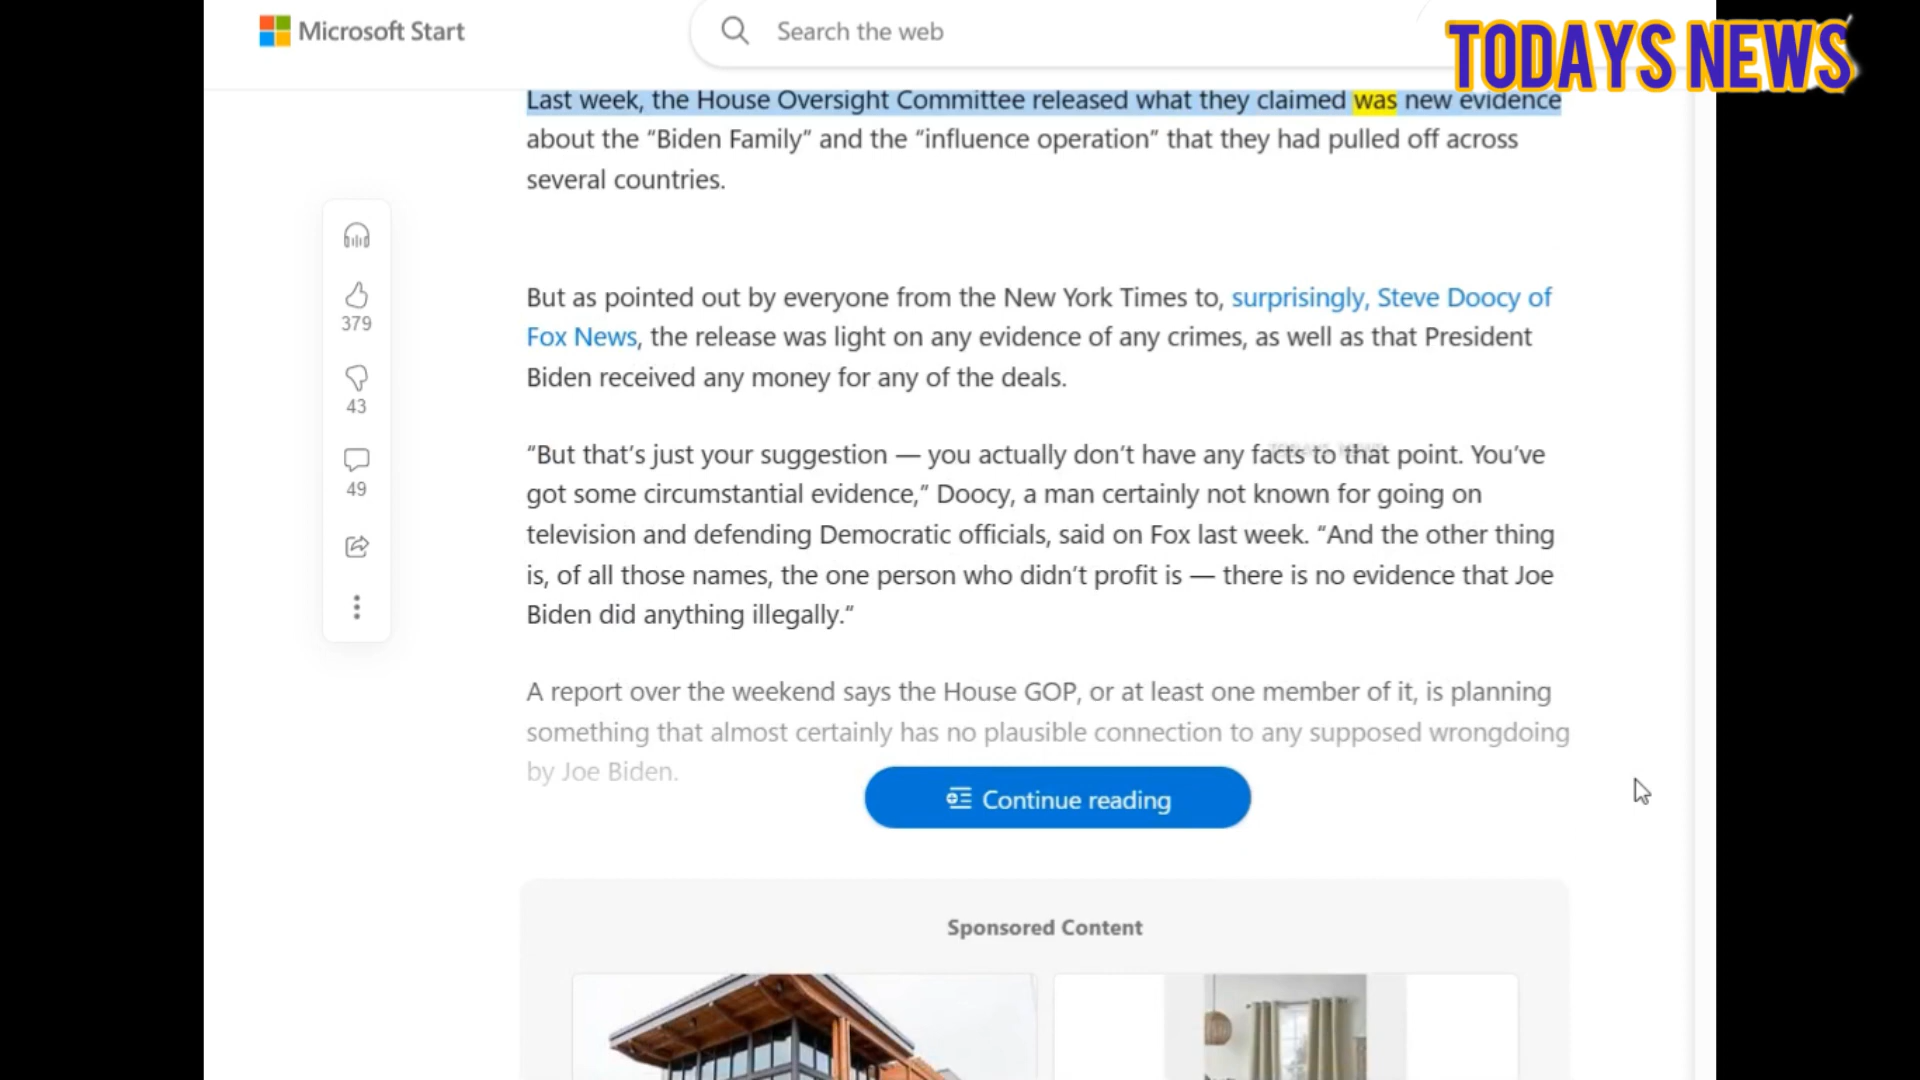 Microsoft Start
Search the web
TODAYS NEWS
Last week, the House Oversight Committee released what they claimed was new evidence
about the “Biden Family” and the “influence operation” that they had pulled off across
several countries.
379
43
49
But as pointed out by everyone from the New York Times to, surprisingly, Steve Doocy of
Fox News, the release was light on any evidence of any crimes, as well as that President
Biden received any money for any of the deals.
“But that’s just your suggestion — you actually don’t have any facts to that point. You’ve
got some circumstantial evidence,” Doocy, a man certainly not known for going on
television and defending Democratic officials, said on Fox last week. “And the other thing
is, of all those names, the one person who didn’t profit is — there is no evidence that Joe
Biden did anything illegally.“
A report over the weekend says the House GOP, or at least one member of it, is planning
something that almost certainly has no plausible connection to any supposed wrongdoing
by Joe Biden.
Continue reading
Sponsored Content